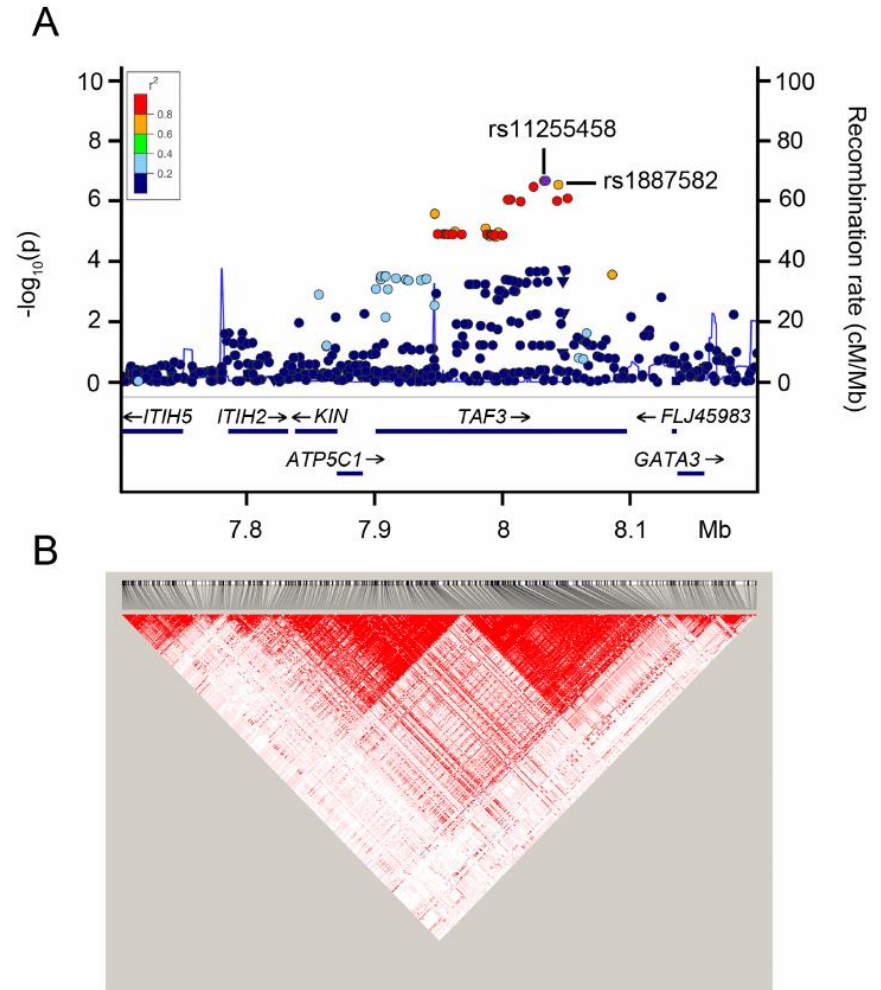 A
r²
0.8
0.6
0.4
0.2
10
8
6
4
2
0
-log₁₀(p)
100
80
60
40
20
0
Recombination rate (cM/Mb)
rs11255458
rs1887582
←ITIH5 ITIH2→ ←KIN TAF3→ ←FLJ45983
ATP5C1→ GATA3→
7.8 7.9 8 8.1 Mb
B